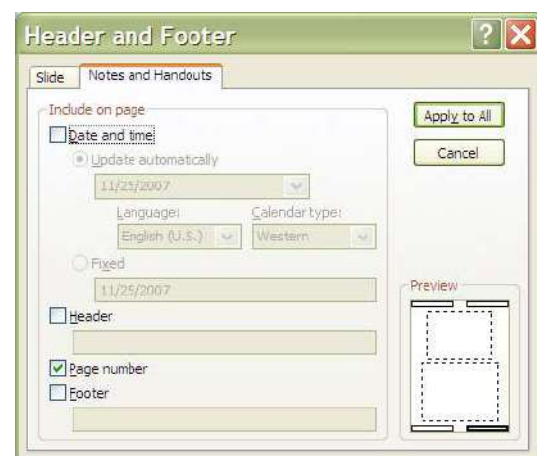 Header and Footer
Slide
Notes and Handouts
Include on page
Date and time
Update automatically
11/25/2007
Language:
Calendar type:
English (U.S.)
Western
Fixed
11/25/2007
Header
Page number
Footer
Apply to All
Cancel
Preview